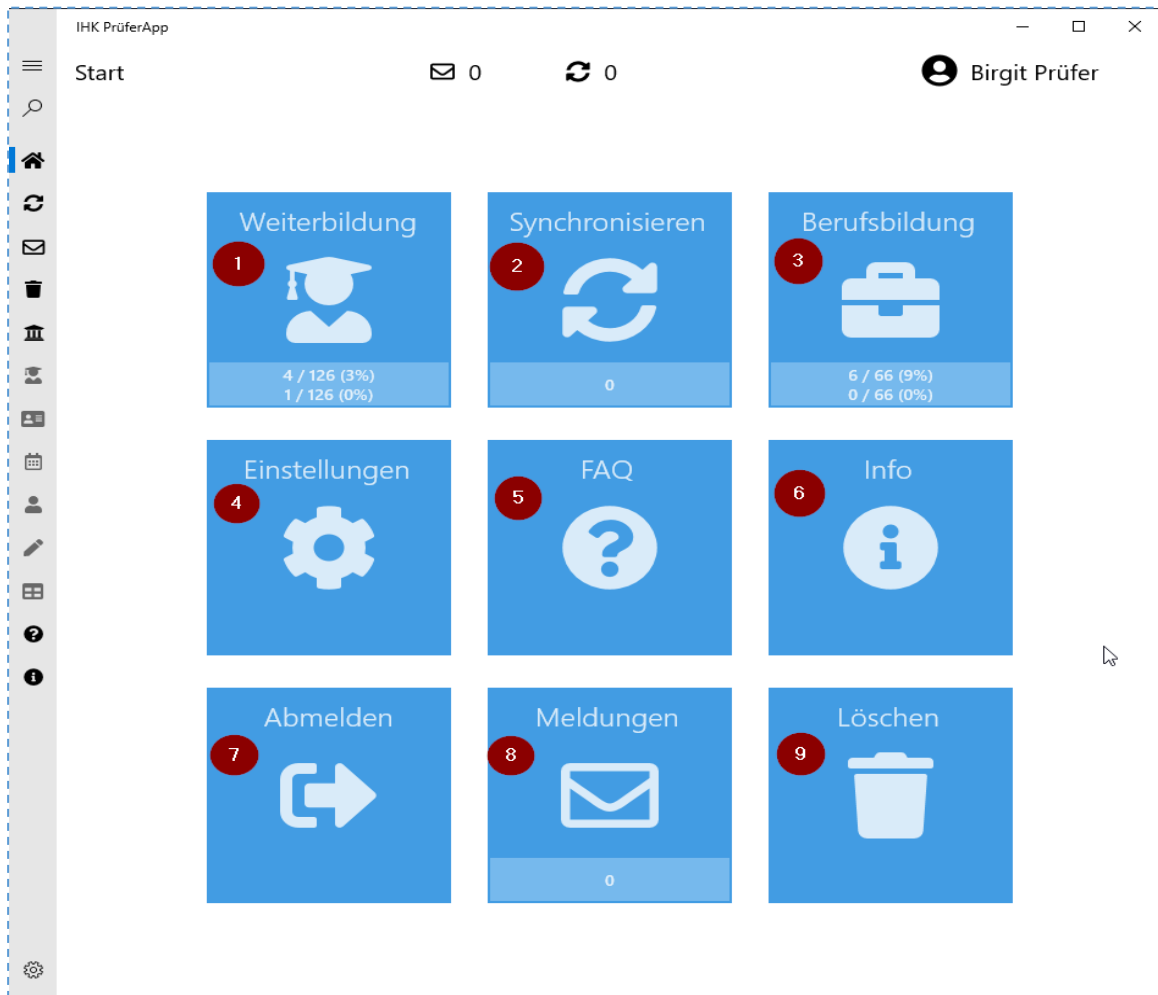 IHK PrüferApp
Start
0
0
Birgit Prüfer
Weiterbildung
1
4 / 126 (3%)
1 / 126 (0%)
Synchronisieren
2
0
Berufsbildung
3
6 / 66 (9%)
0 / 66 (0%)
Einstellungen
4
FAQ
5
Info
6
Abmelden
7
Meldungen
8
0
Löschen
9